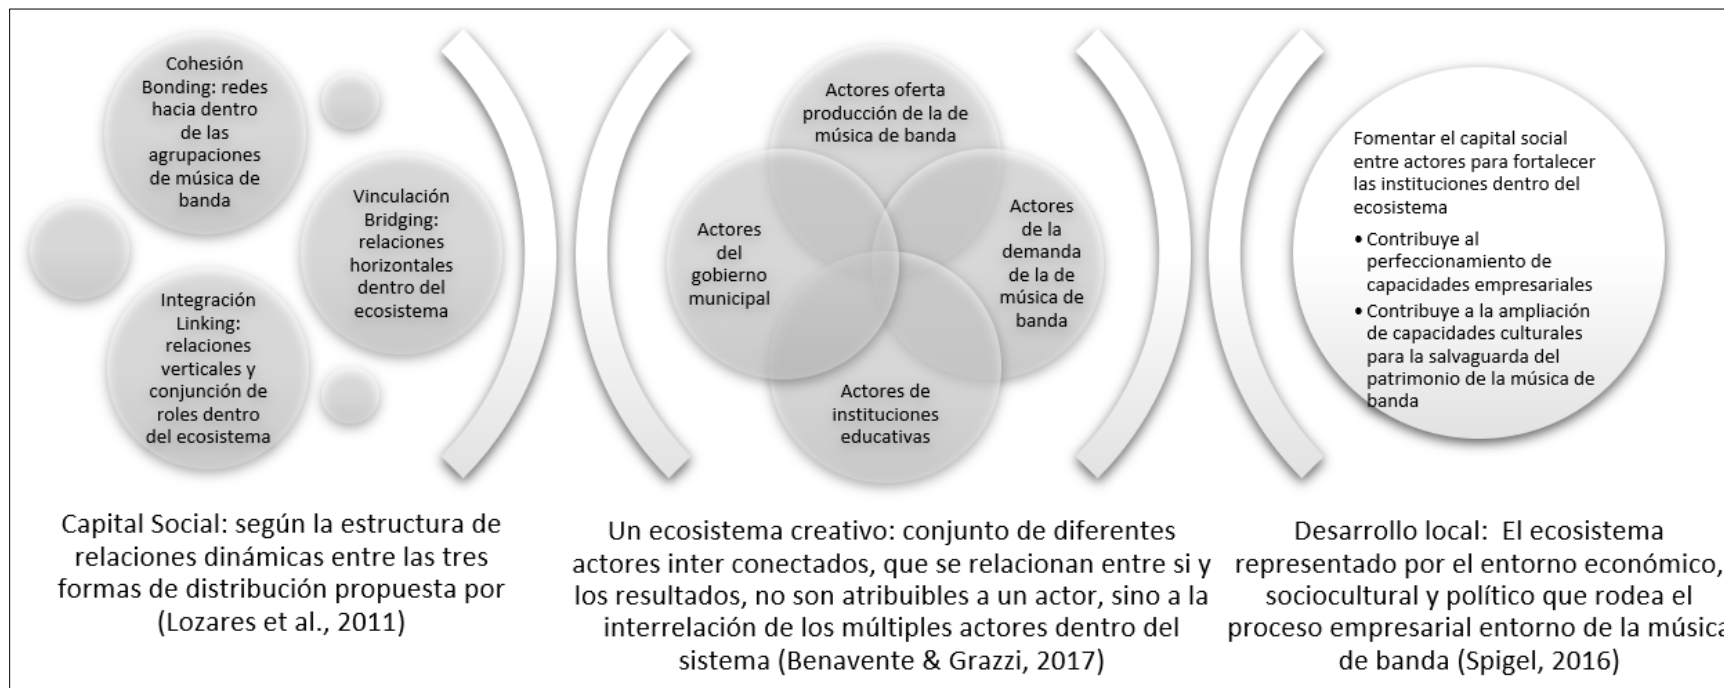 Cohesión
Bonding: redes
hacia dentro
de las
agrupaciones
de música de
banda
Vinculación
Bridging:
relaciones
horizontales
dentro del
ecosistema
Integración
Linking:
relaciones
verticales y
conjunción de
roles dentro
del ecosistema
Capital Social: según la estructura de
relaciones dinámicas entre las tres
formas de distribución propuesta por
(Lozares et al., 2011)
Actores oferta
producción de la de
música de banda
Actores
del
gobierno
municipal
Actores
de la
demanda
de la de
música de
banda
Actores de
instituciones
educativas
Un ecosistema creativo: conjunto de diferentes
actores inter conectados, que se relacionan entre si y
los resultados, no son atribuibles a un actor, sino a la
interrelación de los múltiples actores dentro del
sistema (Benavente & Grazzi, 2017)
Fomentar el capital social
entre actores para fortalecer
las instituciones dentro del
ecosistema
• Contribuye al
perfeccionamiento de
capacidades empresariales
• Contribuye a la ampliación
de capacidades culturales
para la salvaguarda del
patrimonio de la música de
banda
Desarrollo local: El ecosistema
representado por el entorno económico,
sociocultural y político que rodea el
proceso empresarial entorno de la música
de banda (Spigel, 2016)